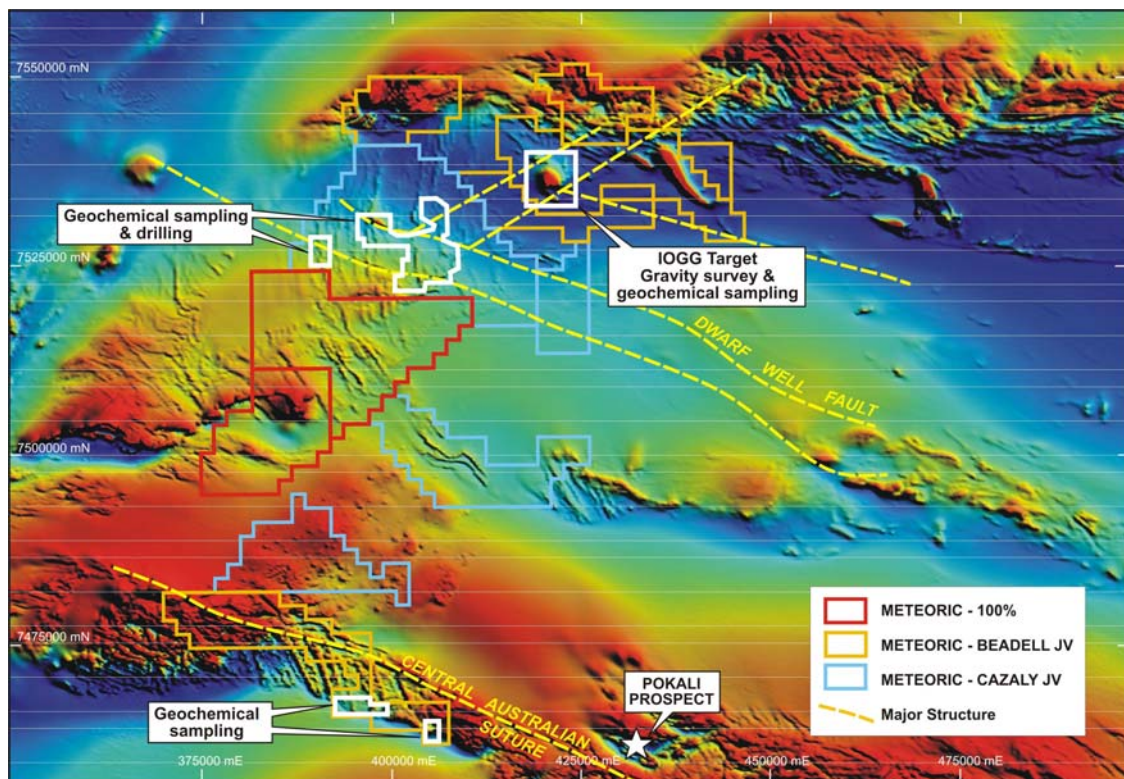 7550000 mN
Geochemical sampling
& drilling
7525000 mN
IOGG Target
Gravity survey &
geochemical sampling
DWARF WELL FAULT
7500000 mN
METEORIC - 100%
METEORIC - BEADELL JV
METEORIC - CAZALY JV
Major Structure
7475000 mN
CENTRAL AUSTRALIAN
SUTURE
POKALI
PROSPECT
Geochemical
sampling
375000 mE
400000 mE
425000 mE
450000 mE
475000 mE